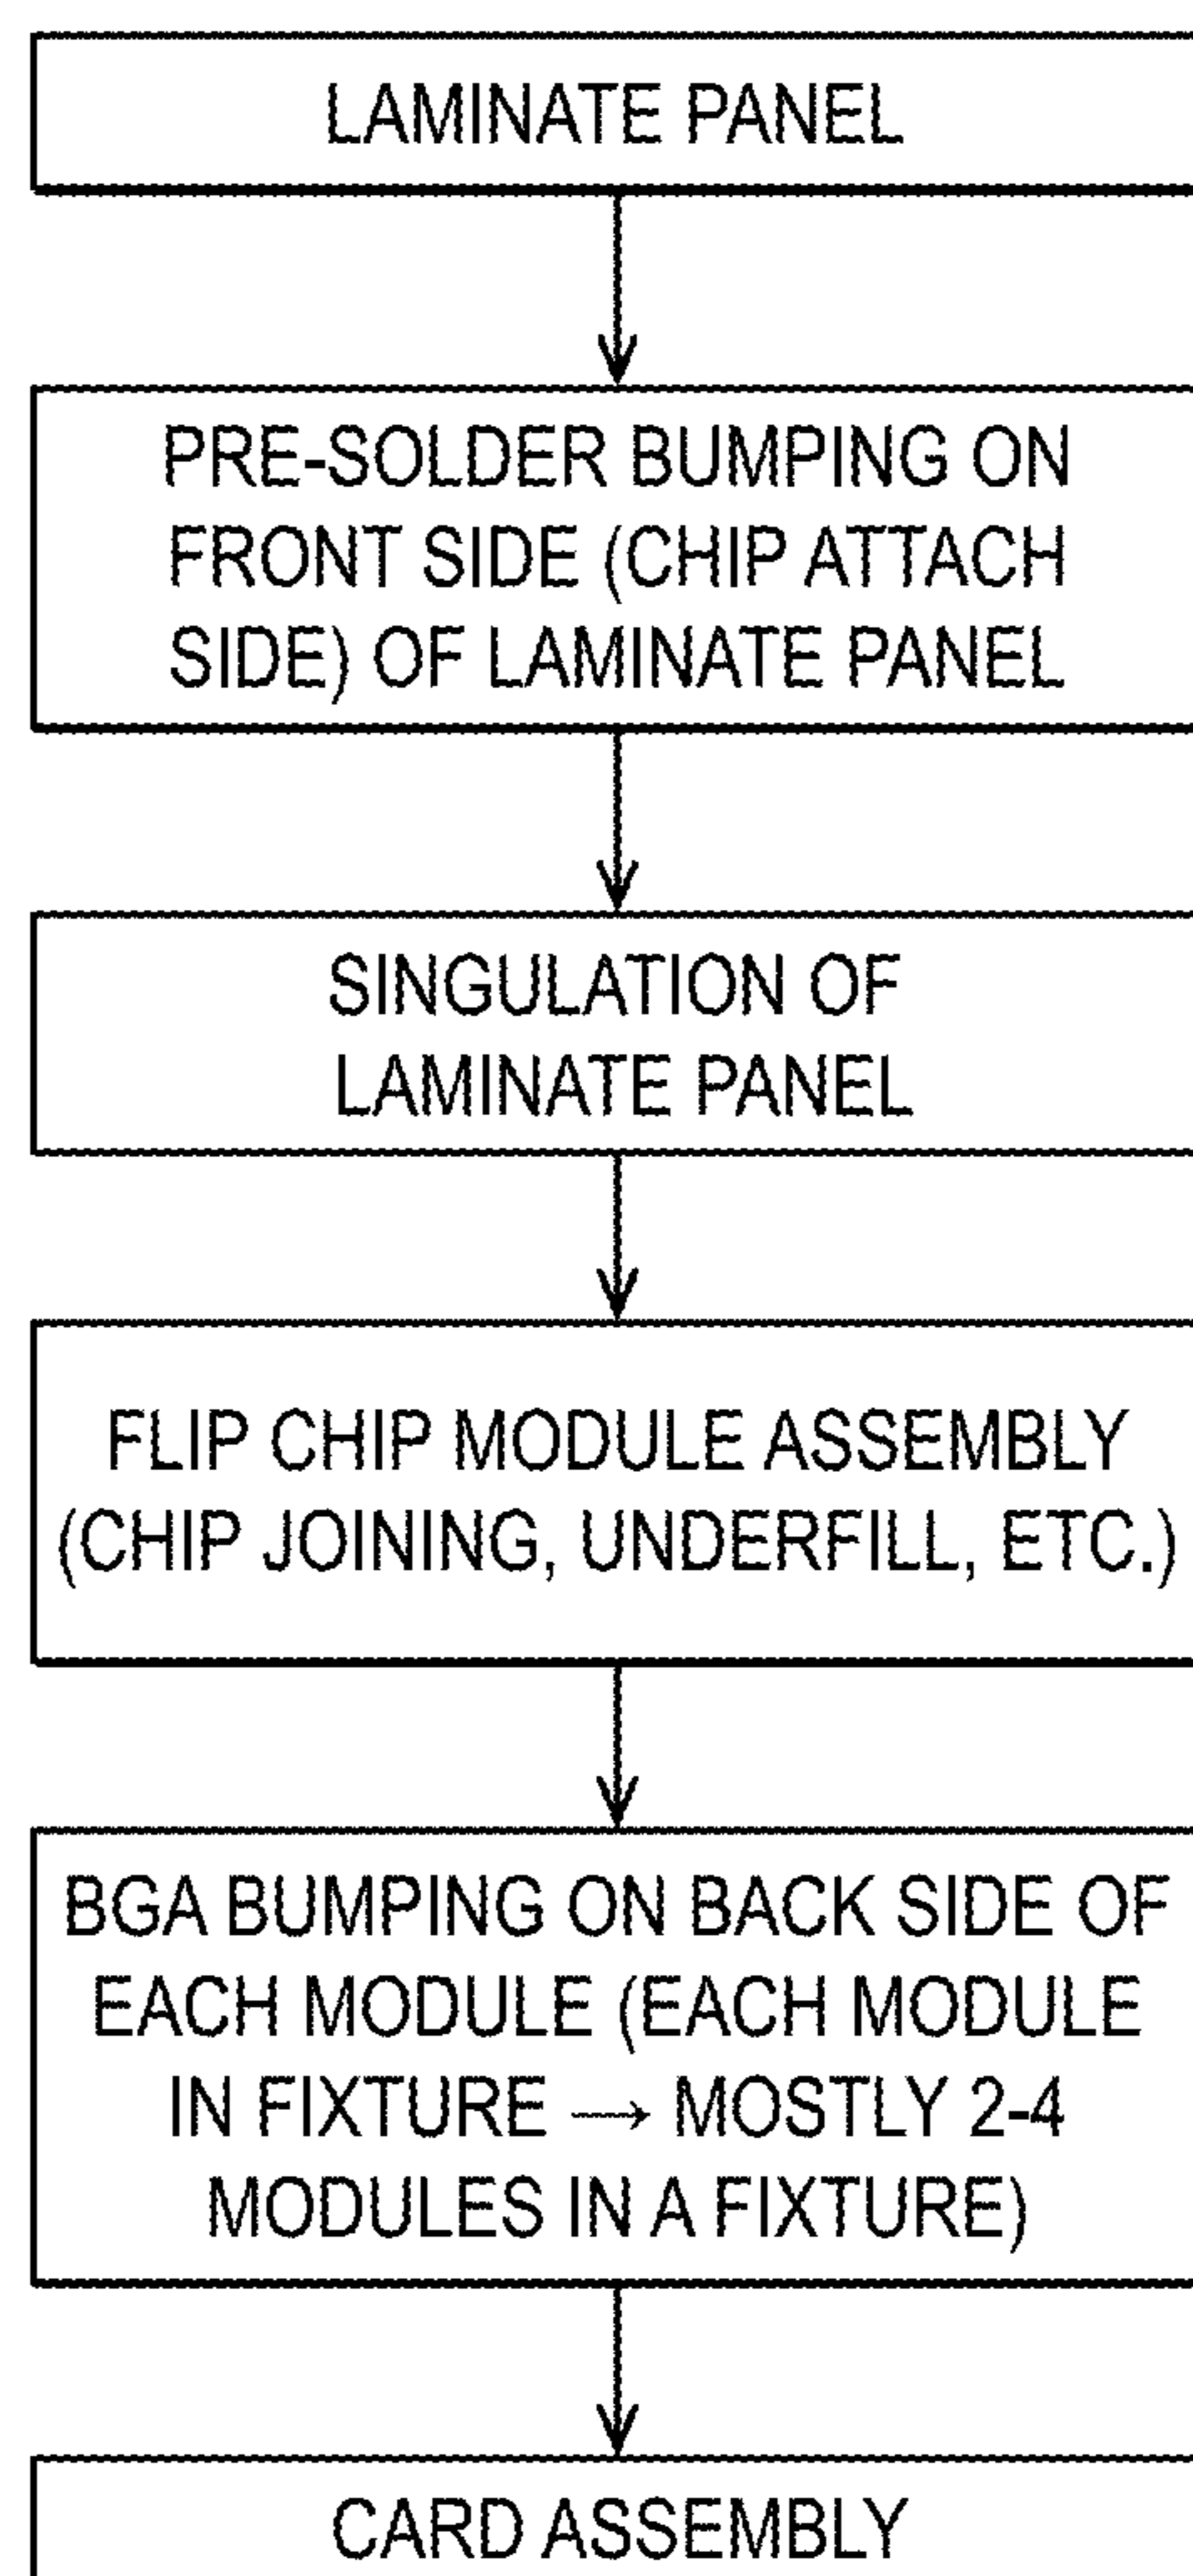 LAMINATE PANEL
PRE-SOLDER BUMPING ON
FRONT SIDE (CHIP ATTACH
SIDE) OF LAMINATE PANEL
SINGULATION OF
LAMINATE PANEL
FLIP CHIP MODULE ASSEMBLY
(CHIP JOINING, UNDERFILL, ETC.)
BGA BUMPING ON BACK SIDE OF
EACH MODULE (EACH MODULE
IN FIXTURE → MOSTLY 2-4
MODULES IN A FIXTURE)
CARD ASSEMBLY